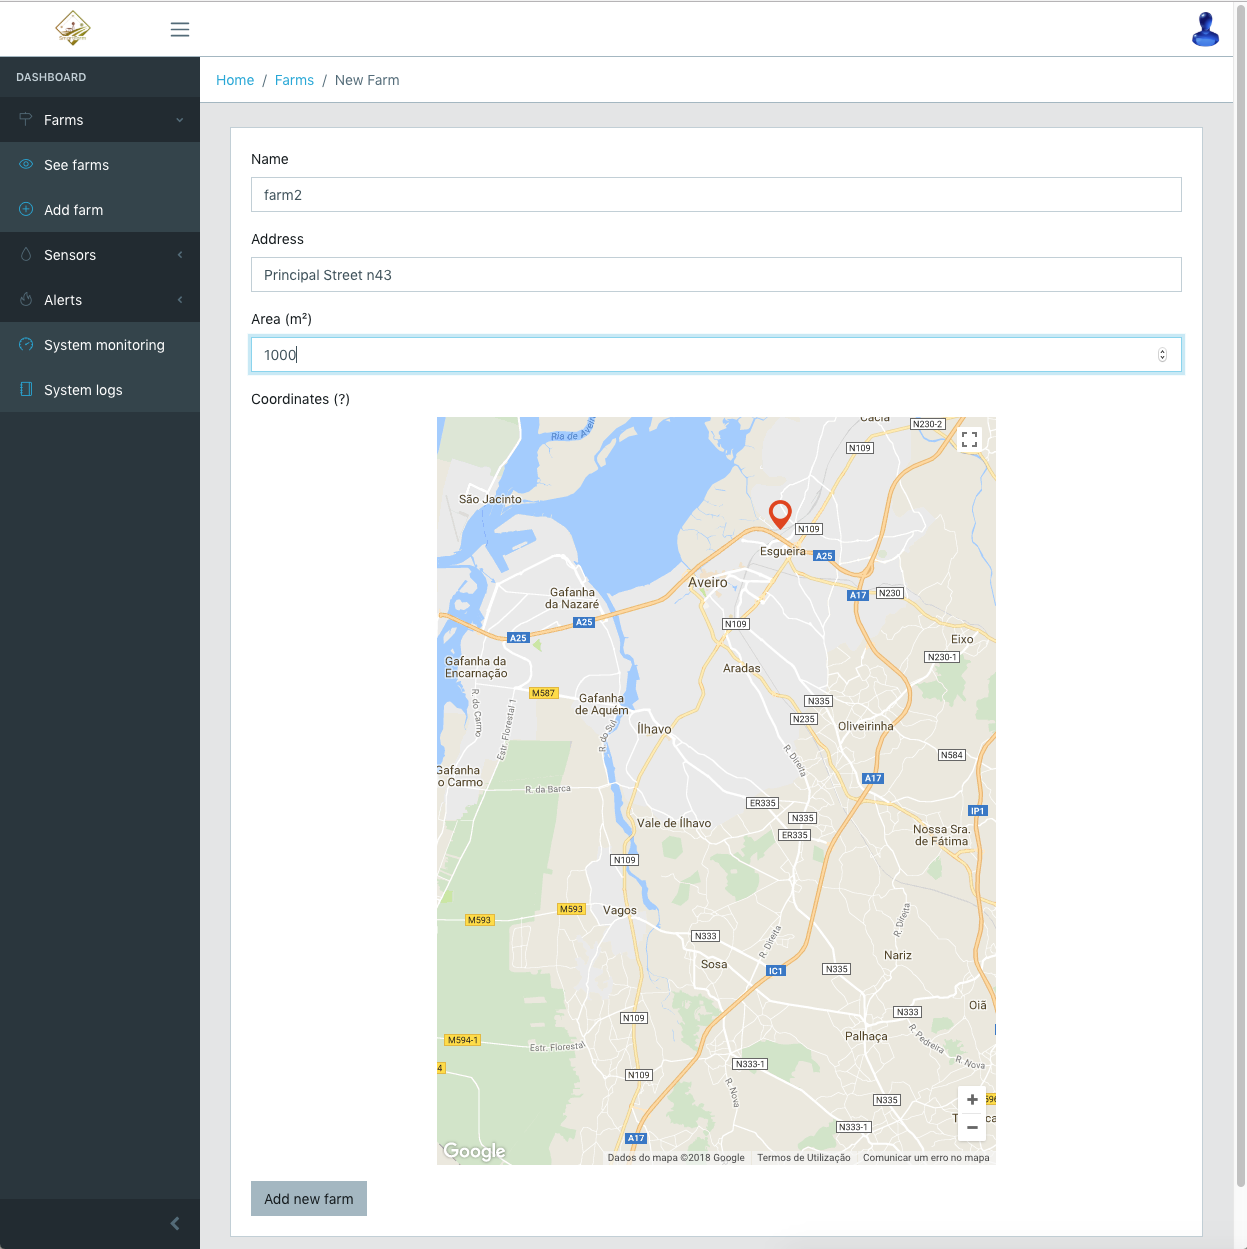 DASHBOARD
Home / Farms / New Farm
Farms
See farms
Add farm
Sensors
Alerts
System monitoring
System logs
Name
farm2
Address
Principal Street n43
Area (m²)
1000
Coordinates (?)
Cacia
N230-2
Ria de Aveiro
N109
São Jacinto
N109
Esgueira
A25
Aveiro
Gafanha
da Nazaré
A17
N230
A25
N109
A25
Eixo
N230-1
Gafanha da
Encarnação
Aradas
R. do Carmo
M587
Estr. Florestal 1
Gafanha
de Aquém
N335
N235
Oliveirinha
Ílhavo
R. do Sul
R. Direita
N584
Gafanha
o Carmo
A17
R. da Barca
ER335
IP1
N335
Vale de Ílhavo
ER335
Nossa Sra.
de Fátima
N109
M593
M593
Vagos
R. Direita
N333
R. Direita
Nariz
Sosa
IC1
N335
Oiã
N109
N333
M594-1
Palhaça
R. Pedreira
Estr. Florestal
R. Nova
N333-1
4
N109
R. Nova
N335
+
596
N333-1
−
A17
Google
Dados do mapa ©2018 Google
Termos de Utilização
Comunicar um erro no mapa
Add new farm